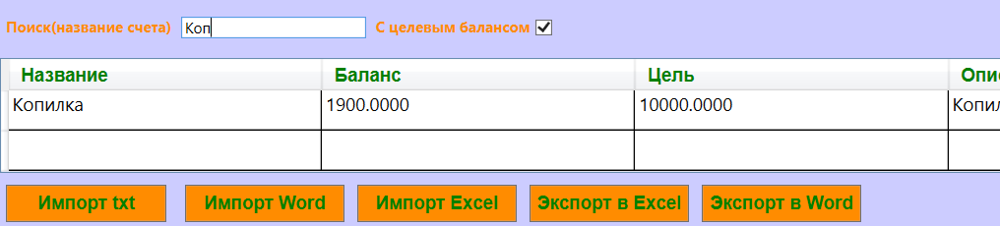 Поиск(название счета) Коп С целевым балансом
Название Баланс Цель Опис
Копилка 1900.0000 10000.0000 Копил
Импорт txt Импорт Word Импорт Excel Экспорт в Excel Экспорт в Word